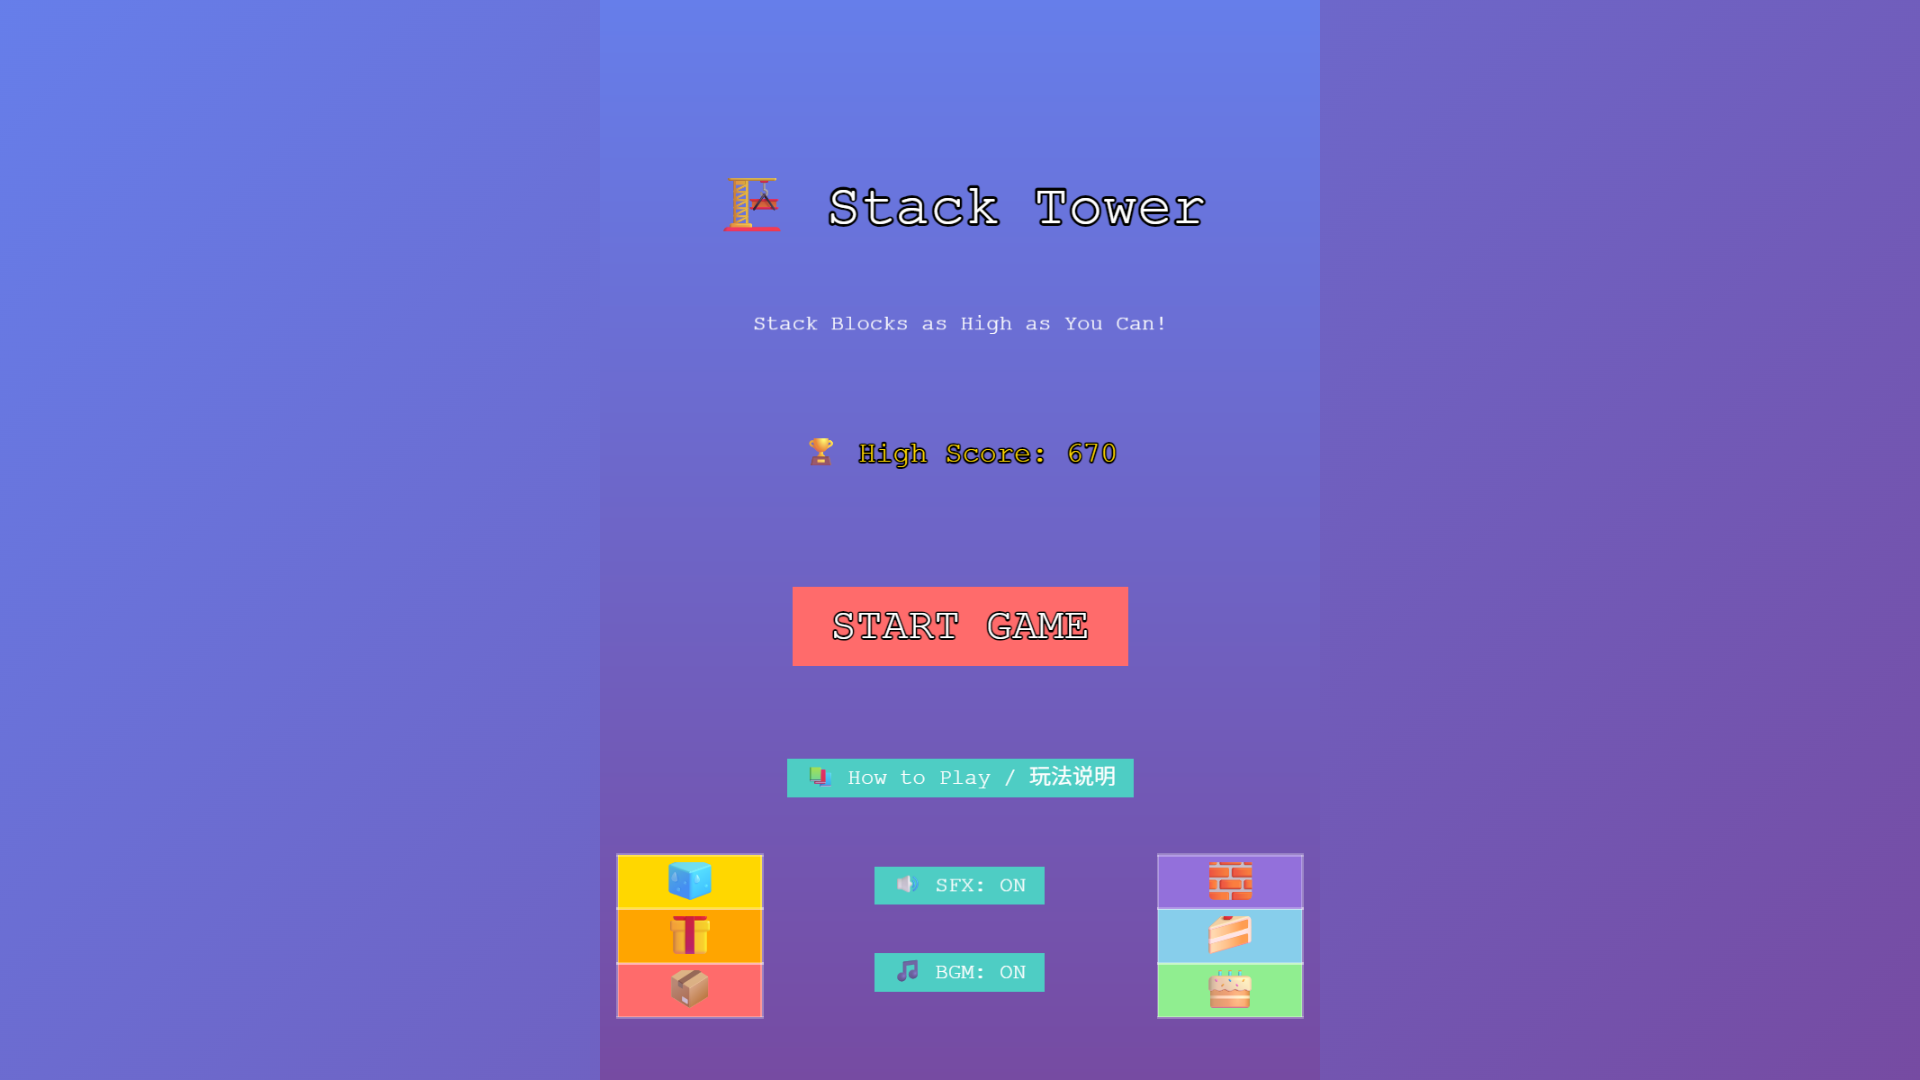 Stack Tower
Stack Blocks as High as You Can!
High Score: 670
START GAME
How to Play / 玩法说明
SFX: ON
BGM: ON